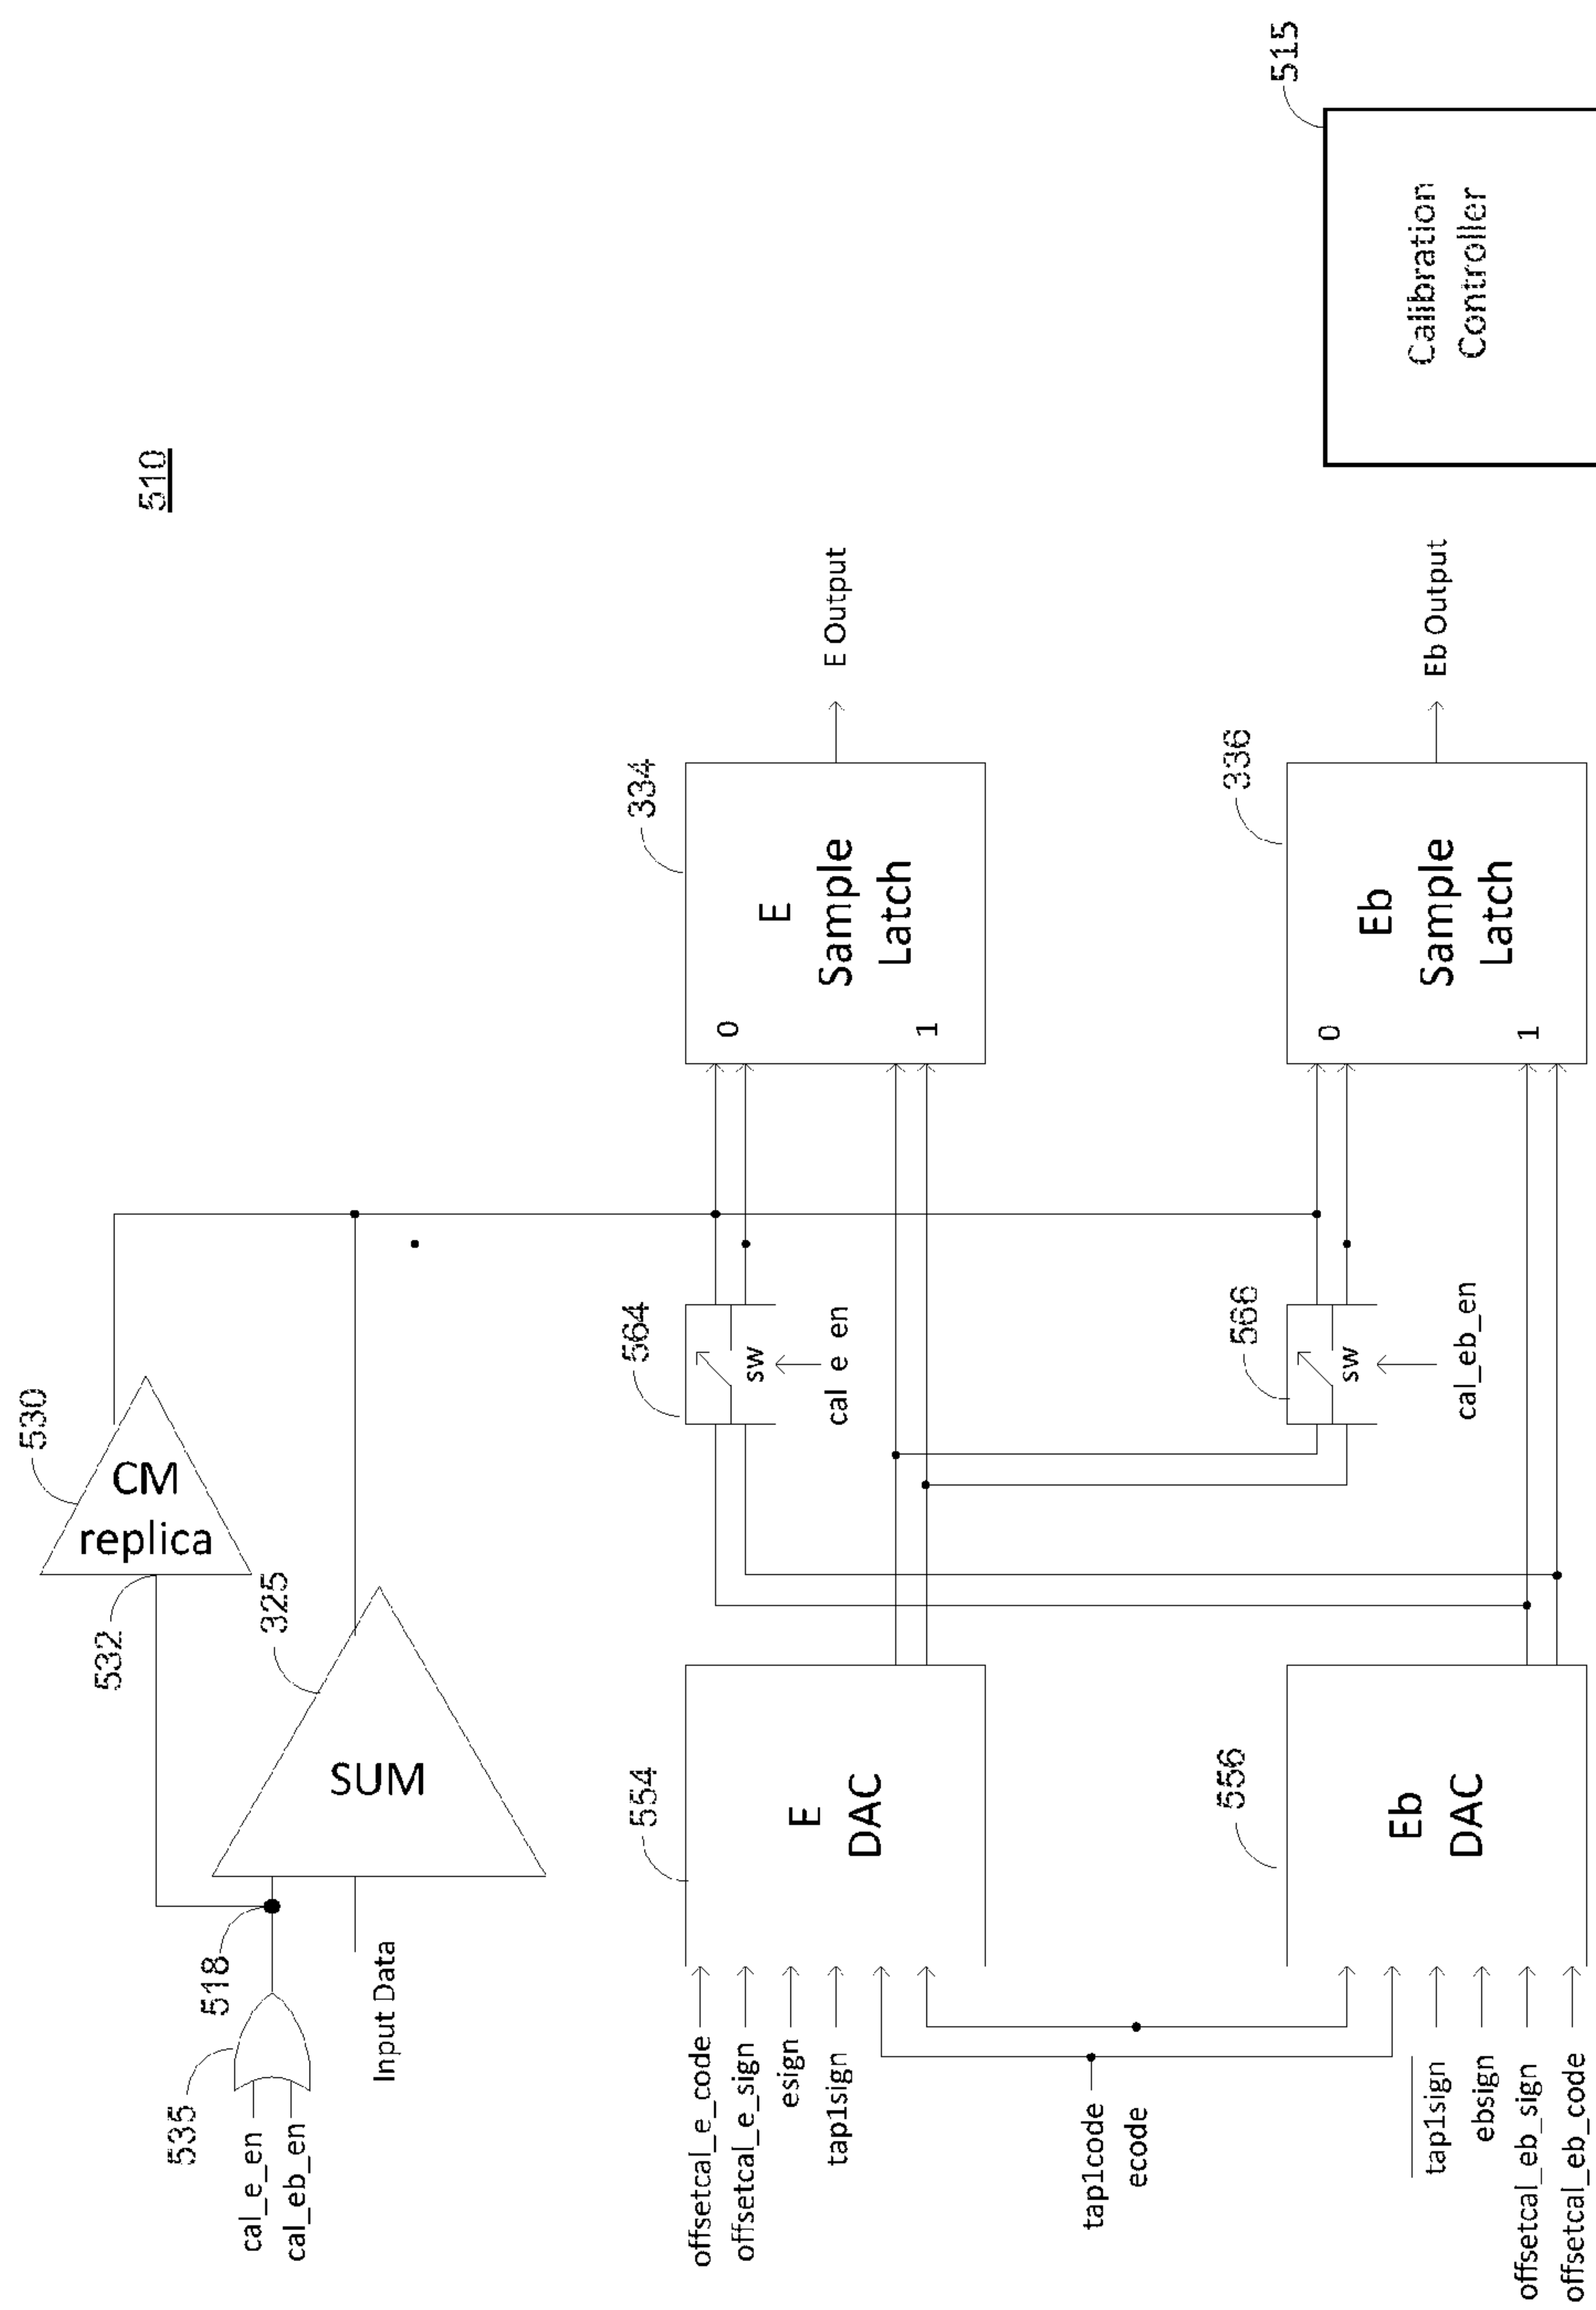 510
515
Calibration
Controller
530
CM
replica
532
325
SUM
518
535
cal_e_en
cal_eb_en
Input Data
564
sw
cal e en
334
E
Sample
Latch
0
1
E Output
554
E
DAC
offsetcal_e_code
offsetcal_e_sign
esign
tap1sign
tap1code
ecode
566
sw
cal_eb_en
336
Eb
Sample
Latch
0
1
Eb Output
556
Eb
DAC
tap1sign
ebsign
offsetcal_eb_sign
offsetcal_eb_code